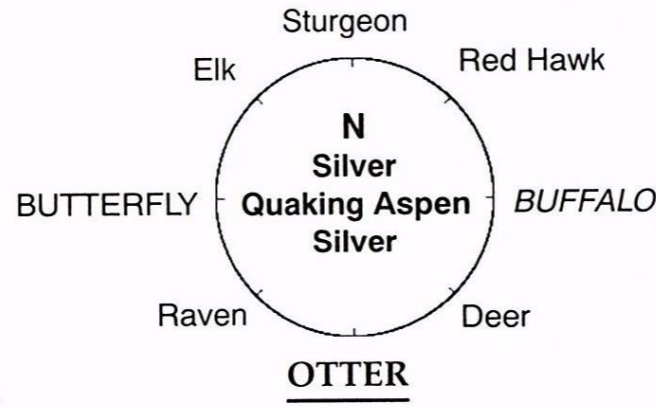 Sturgeon
Elk
Red Hawk
N
Silver
BUTTERFLY
Quaking Aspen
BUFFALO
Silver
Raven
Deer
OTTER